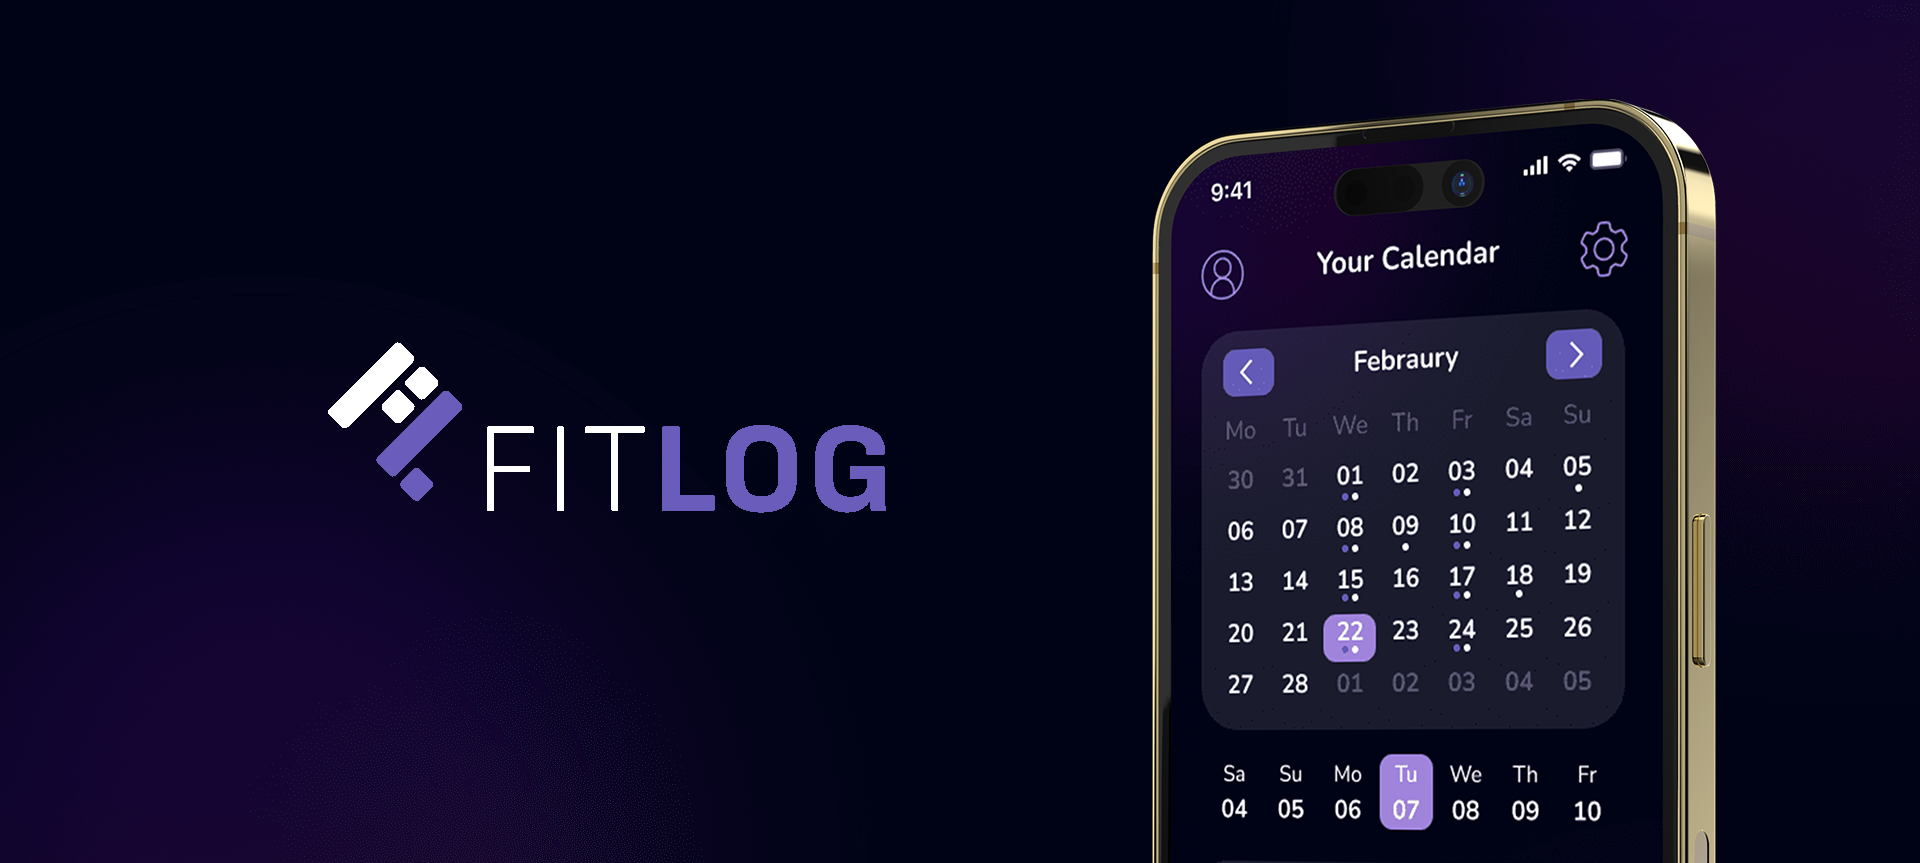 FITLOG
9:41
Your Calendar
Febraury
Mo Tu We Th Fr Sa Su
30 31 01 02 03 04 05
06 07 08 09 10 11 12
13 14 15 16 17 18 19
20 21 22 23 24 25 26
27 28 01 02 03 04 05
Sa Su Mo Tu We Th Fr
04 05 06 07 08 09 10